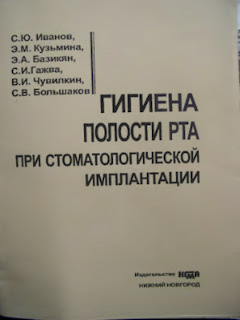 С.Ю. Иванов,
Э.М. Кузьмина,
Э.А. Базикян,
С.И.Гажва,
В.И. Чувилкин,
С.В. Большаков
ГИГИЕНА
ПОЛОСТИ РТА
ПРИ СТОМАТОЛОГИЧЕСКОЙ
ИМПЛАНТАЦИИ
Издательство
НИЖНИЙ НОВГОРОД